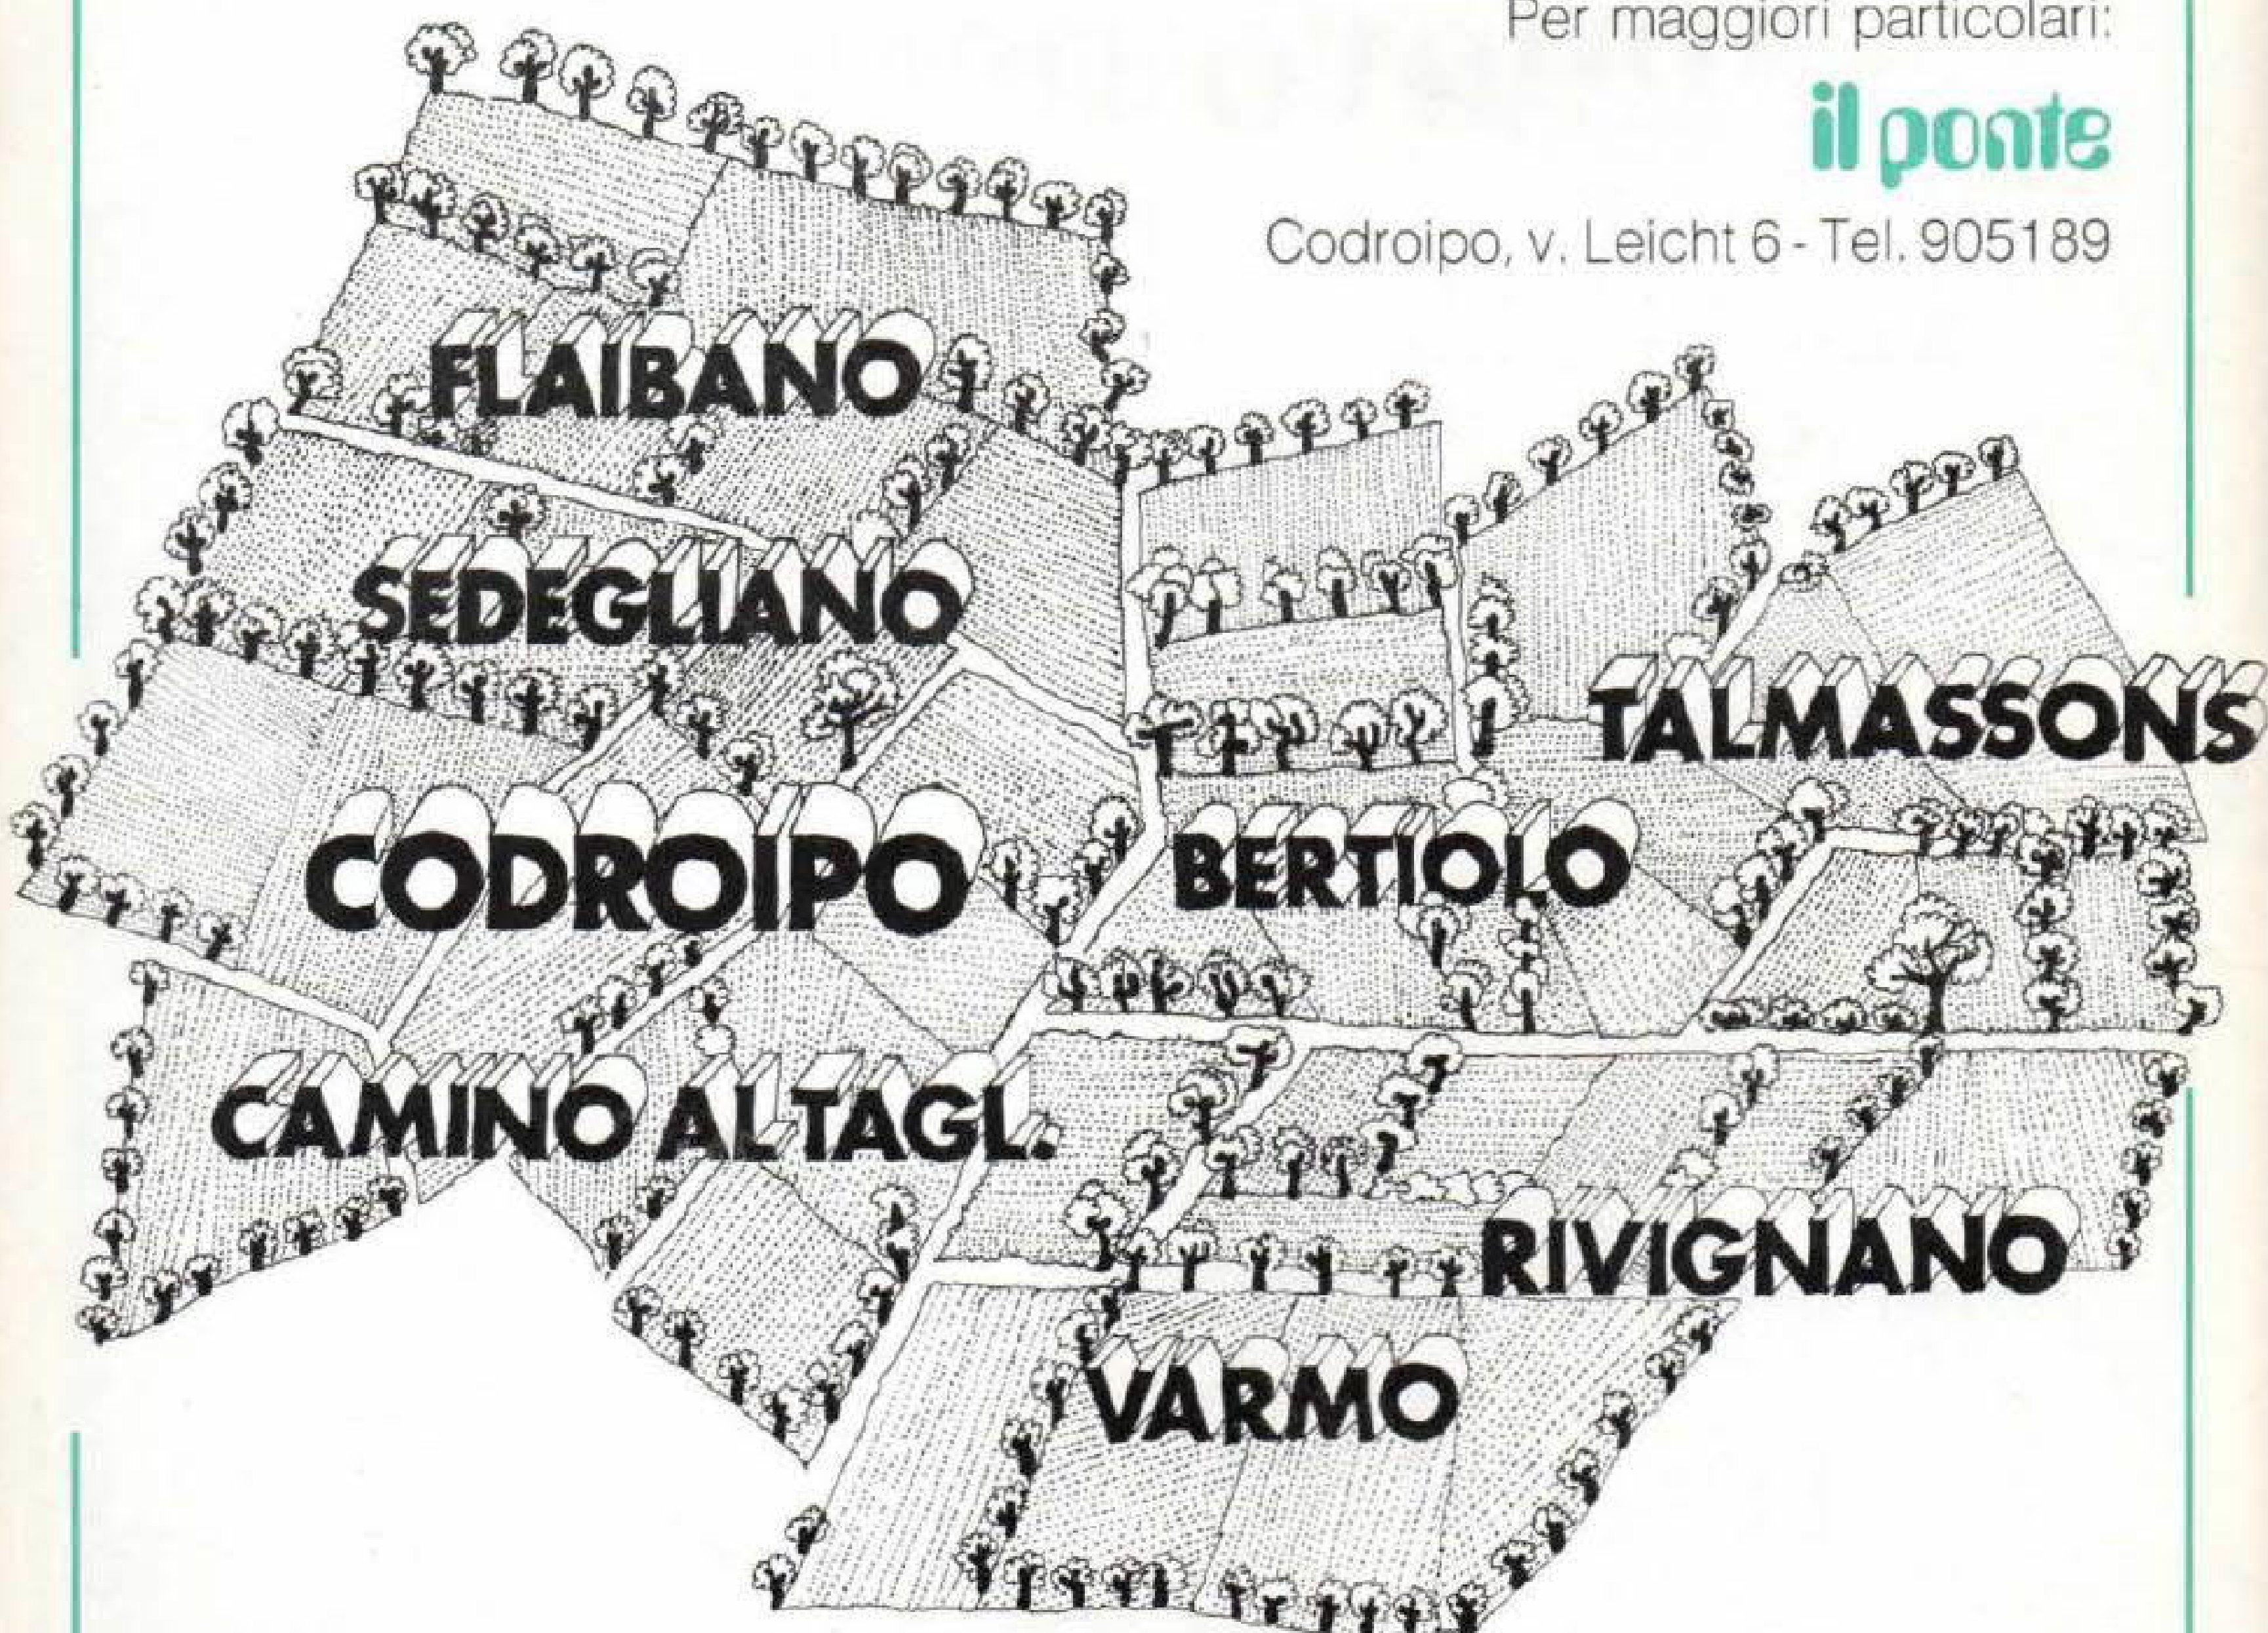 Per maggiori particolari:
il ponte
Codroipo, v. Leicht 6 - Tel. 905189
FLAIBANO
SEDEGLIANO
TALMASSONS
CODROIPO
BERTIOLO
CAMINO AL TAGL.
RIVIGNANO
VARMO